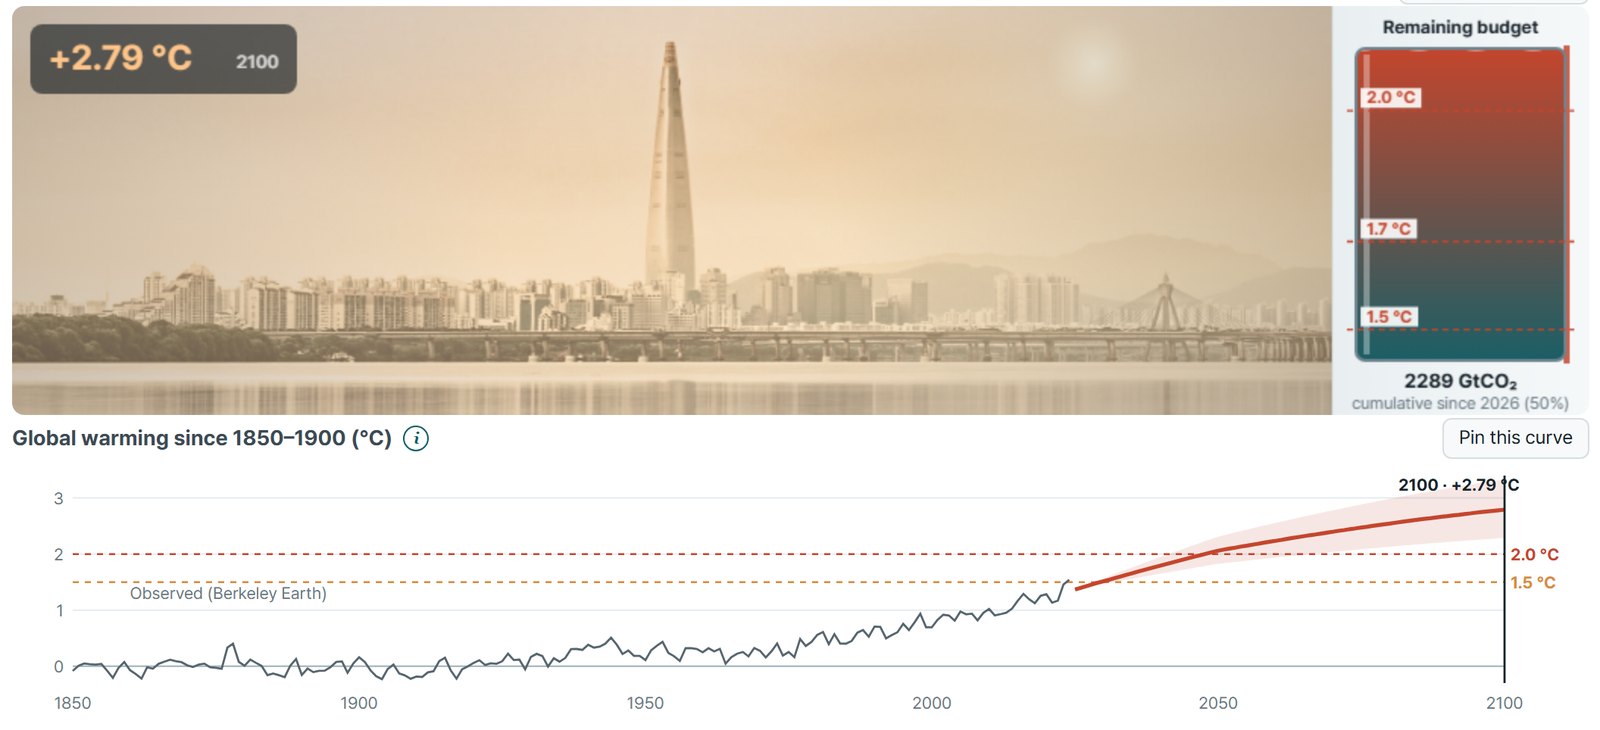 +2.79 °C 2100
Remaining budget
2.0 °C
1.7 °C
1.5 °C
2289 GtCO₂
cumulative since 2026 (50%)
Global warming since 1850–1900 (°C) i
Pin this curve
2100 · +2.79 °C
3
2
2.0 °C
1.5 °C
Observed (Berkeley Earth)
1
0
1850 1900 1950 2000 2050 2100